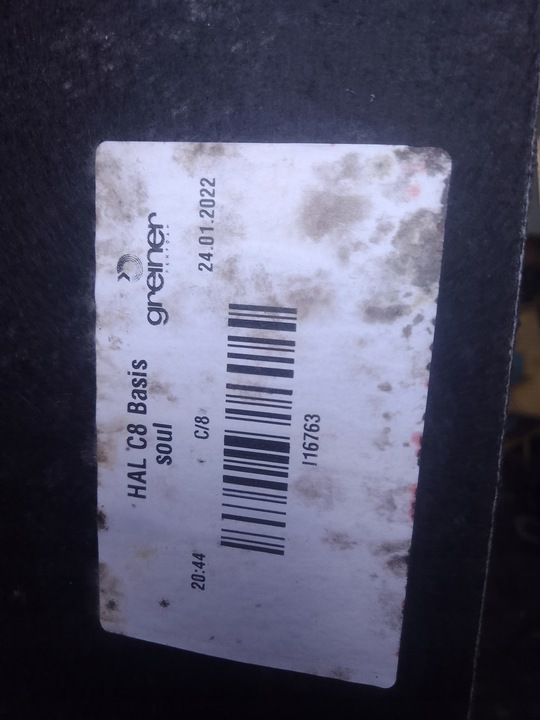 HAL C8 Basis
soul
greiner
20:44 C/8 24.01.2022
I16763